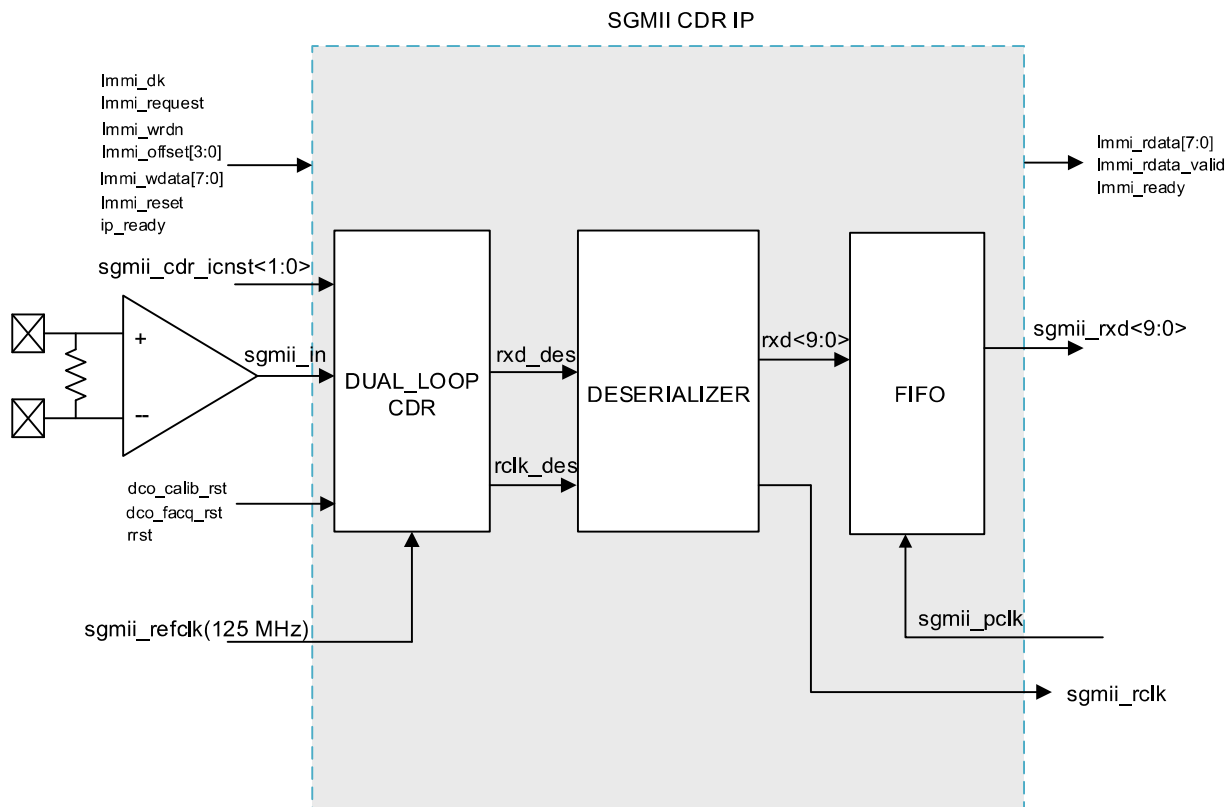 SGMII CDR IP
lmmi_clk
lmmi_request
lmmi_wrdn
lmmi_offset[3:0]
lmmi_wdata[7:0]
lmmi_reset
ip_ready
lmmi_rdata[7:0]
lmmi_rdata_valid
lmmi_ready
sgmii_cdr_icnst<1:0>
+
--
sgmii_in
DUAL_LOOP
CDR
rxd_des
rclk_des
DESERIALIZER
rxd<9:0>
FIFO
sgmii_rxd<9:0>
dco_calib_rst
dco_facq_rst
rrst
sgmii_refclk(125 MHz)
sgmii_pclk
sgmii_rclk